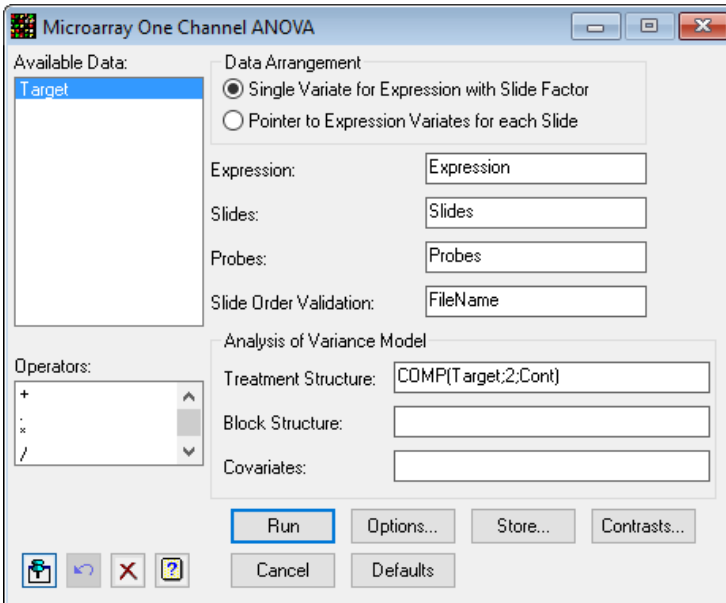 Microarray One Channel ANOVA
Available Data:
Target
Data Arrangement
Single Variate for Expression with Slide Factor
Pointer to Expression Variates for each Slide
Expression: Expression
Slides: Slides
Probes: Probes
Slide Order Validation: FileName
Analysis of Variance Model
Operators:
+
.
*
/
Treatment Structure: COMP(Target;2;Cont)
Block Structure:
Covariates:
Run Options... Store... Contrasts...
Cancel Defaults